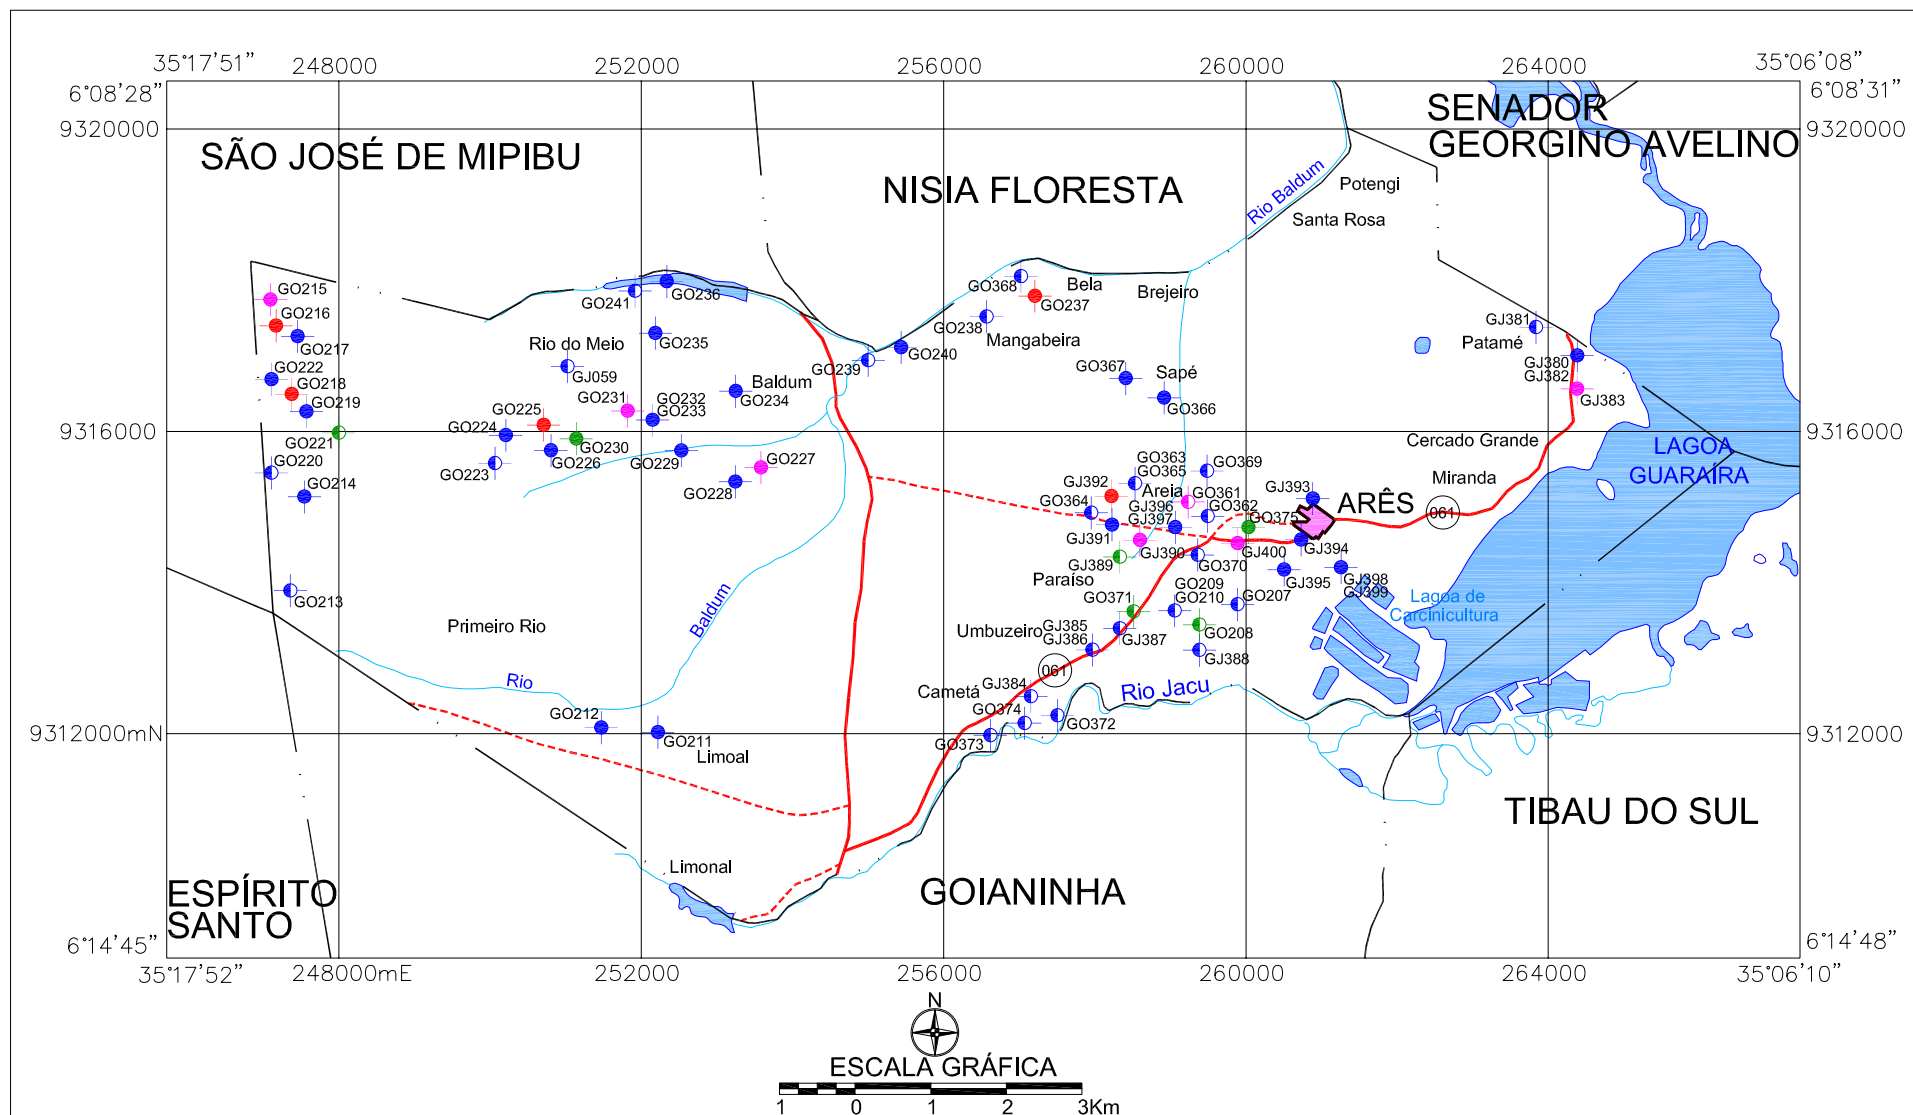 35°17'51"
248000
252000
256000
260000
264000
35°06'08"
6°08'28"
6°08'31"
9320000
9320000
SENADOR
GEORGINO AVELINO
SÃO JOSÉ DE MIPIBU
NISIA FLORESTA
Rio Baldum
Potengi
Santa Rosa
GO215
GO216
GO217
GO222
GO218
GO219
GO221
GO220
GO214
GO213
GO241
GO236
GO235
Rio do Meio
GJ059
Baldum
GO234
GO231
GO232
GO233
GO225
GO224
GO230
GO226
GO223
GO229
GO227
GO228
GO239
GO240
GO238
GO368
GO237
Bela
Brejeiro
Mangabeira
GO367
Sapé
GO366
GJ381
Patamé
GJ380
GJ382
GJ383
9316000
9316000
Cercado Grande
Miranda
LAGOA
GUARAIRA
GO363
GO365
GO369
GJ392
Areia
GO361
GO364
GJ396
GO362
GJ397
GO375
GJ393
ARÊS
061
GJ391
GJ390
GJ400
GJ394
GJ389
GO370
GJ395
GJ398
GJ399
Paraíso
GO209
GO210
GO207
GO371
GO208
Lagoa de
Carcinicultura
Umbuzeiro
GJ385
GJ386
GJ387
GJ388
061
Primeiro Rio
Baldum
Rio
Cametá
GJ384
GO374
GO372
GO373
Rio Jacu
GO212
GO211
Limoal
9312000mN
9312000
TIBAU DO SUL
Limonal
GOIANINHA
ESPÍRITO
SANTO
6°14'45"
6°14'48"
35°17'52"
248000mE
252000
256000
260000
264000
35°06'10"
N
ESCALA GRÁFICA
1 0 1 2 3Km